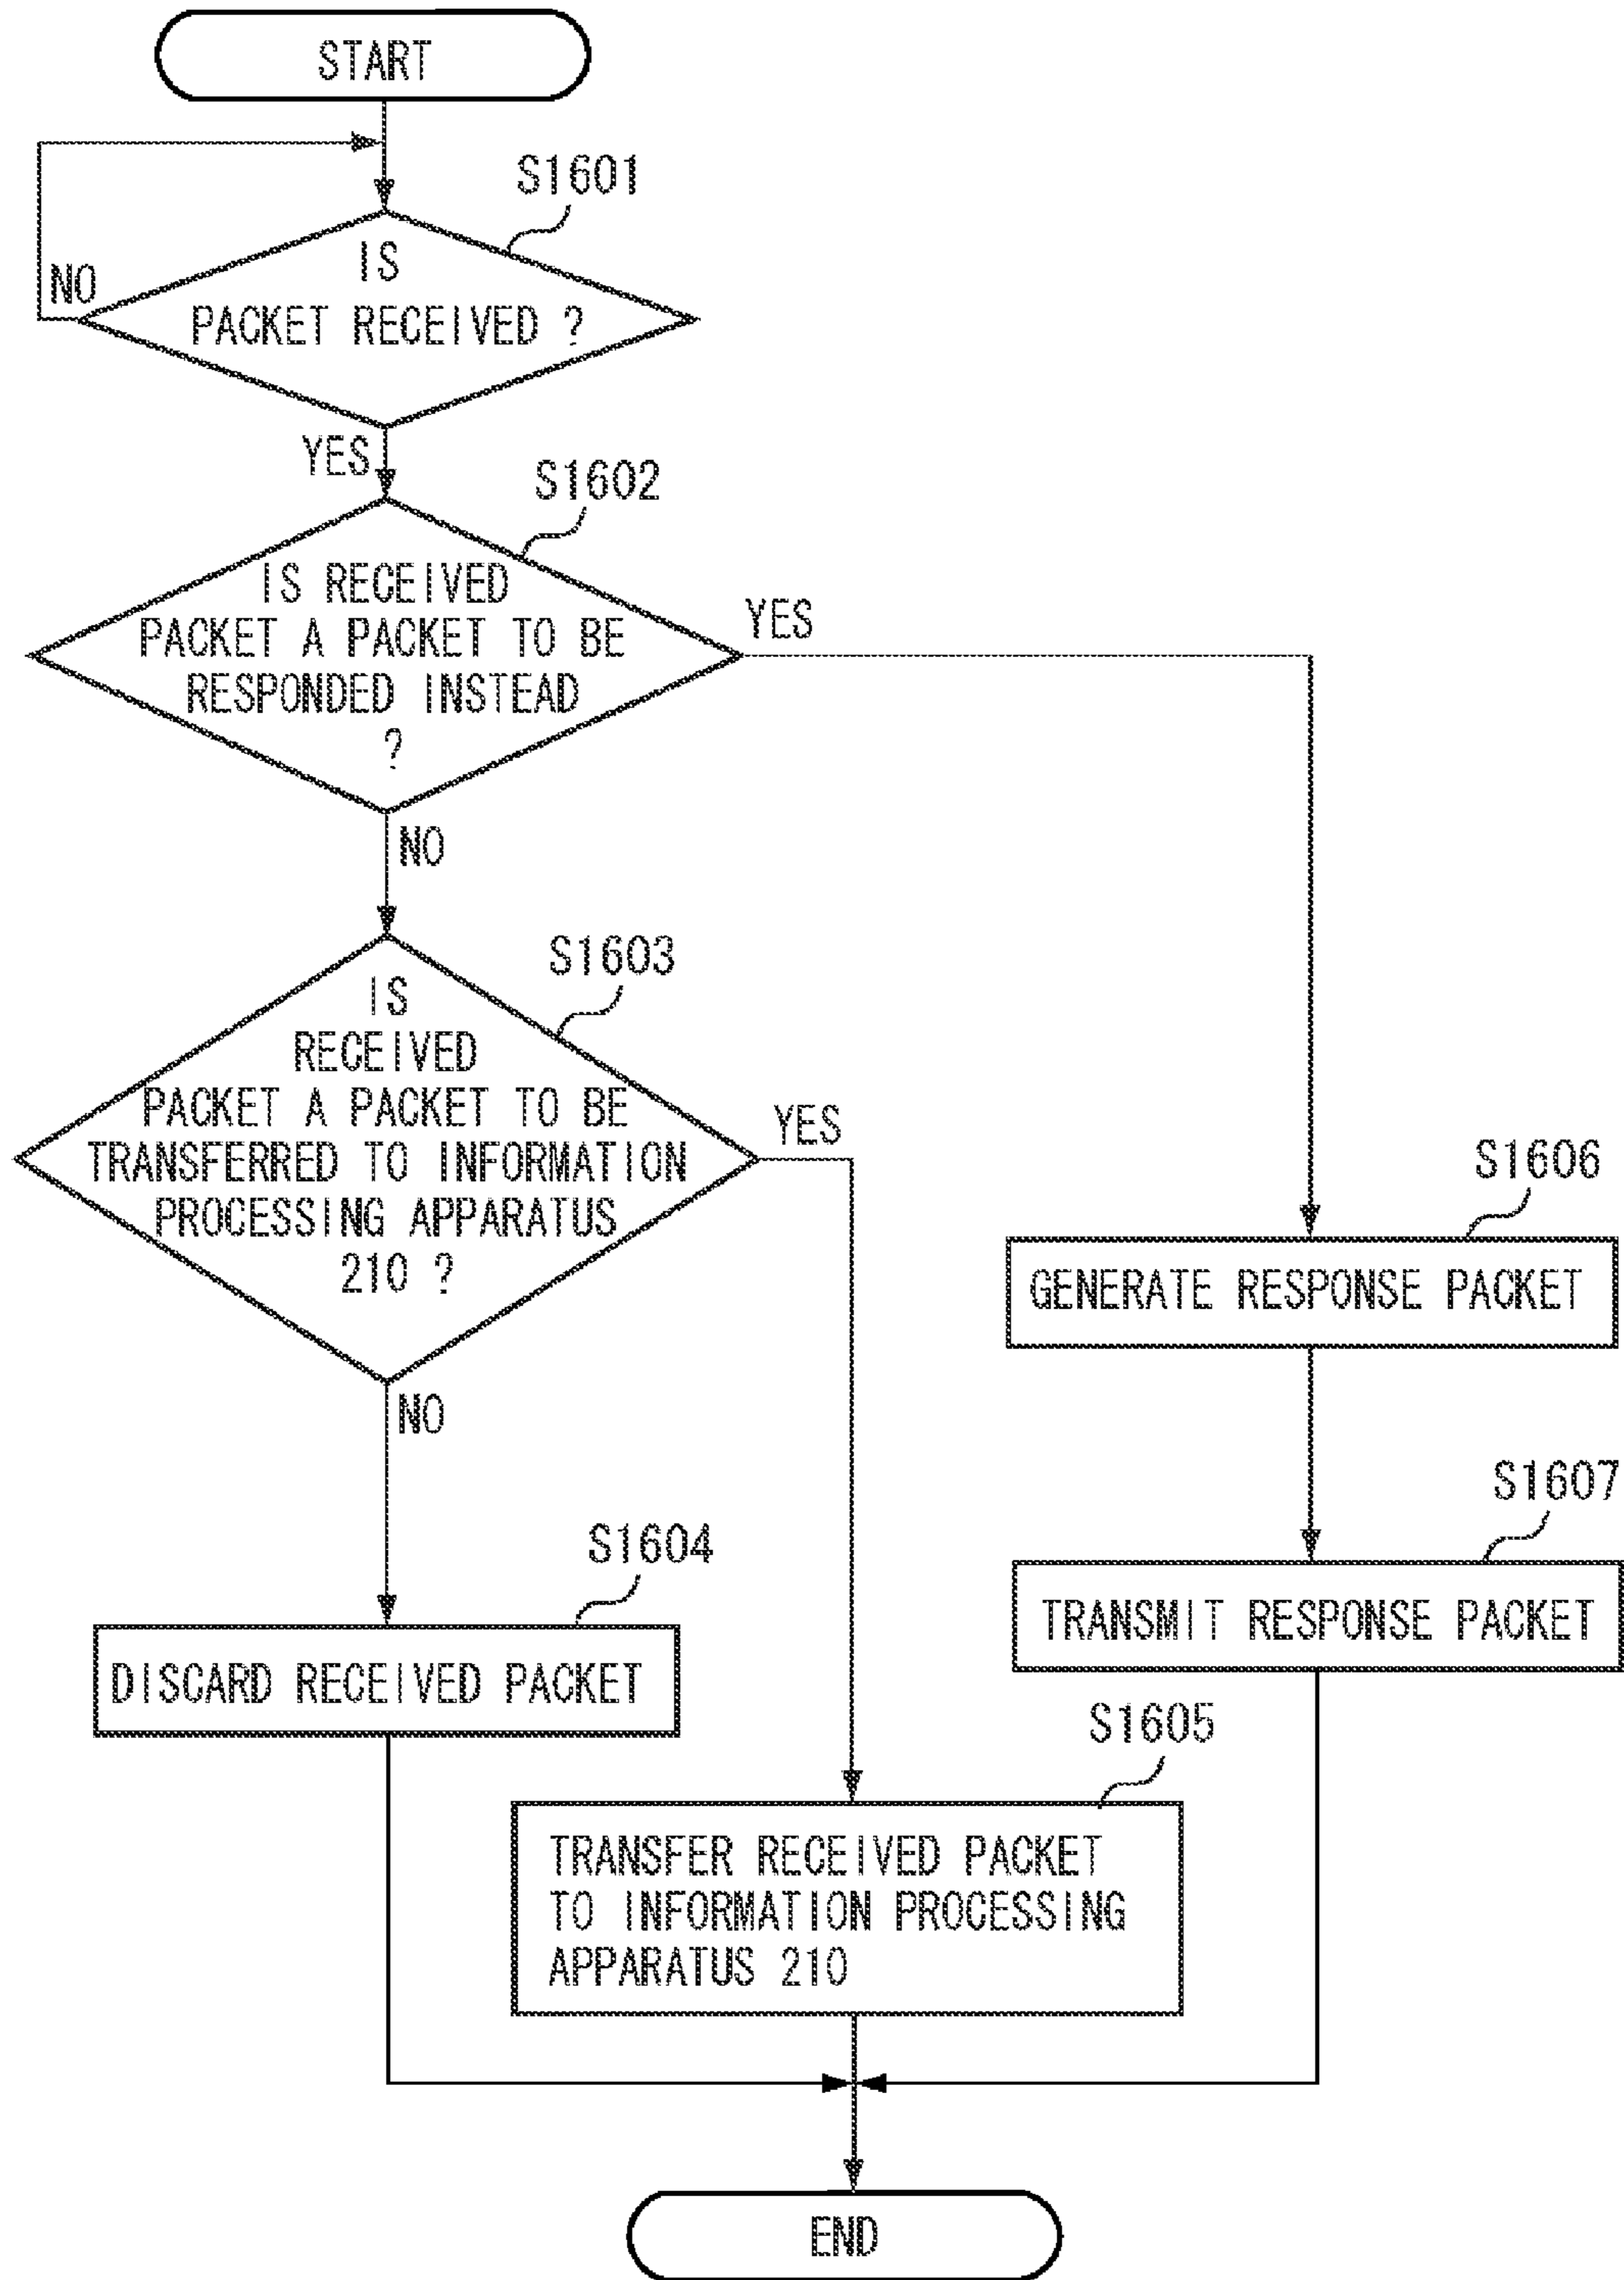 START
S1601
IS
PACKET RECEIVED ?
NO
YES
S1602
IS RECEIVED
PACKET A PACKET TO BE
RESPONDED INSTEAD
?
YES
NO
S1603
IS
RECEIVED
PACKET A PACKET TO BE
TRANSFERRED TO INFORMATION
PROCESSING APPARATUS
210 ?
YES
NO
S1606
GENERATE RESPONSE PACKET
S1607
TRANSMIT RESPONSE PACKET
S1604
DISCARD RECEIVED PACKET
S1605
TRANSFER RECEIVED PACKET
TO INFORMATION PROCESSING
APPARATUS 210
END